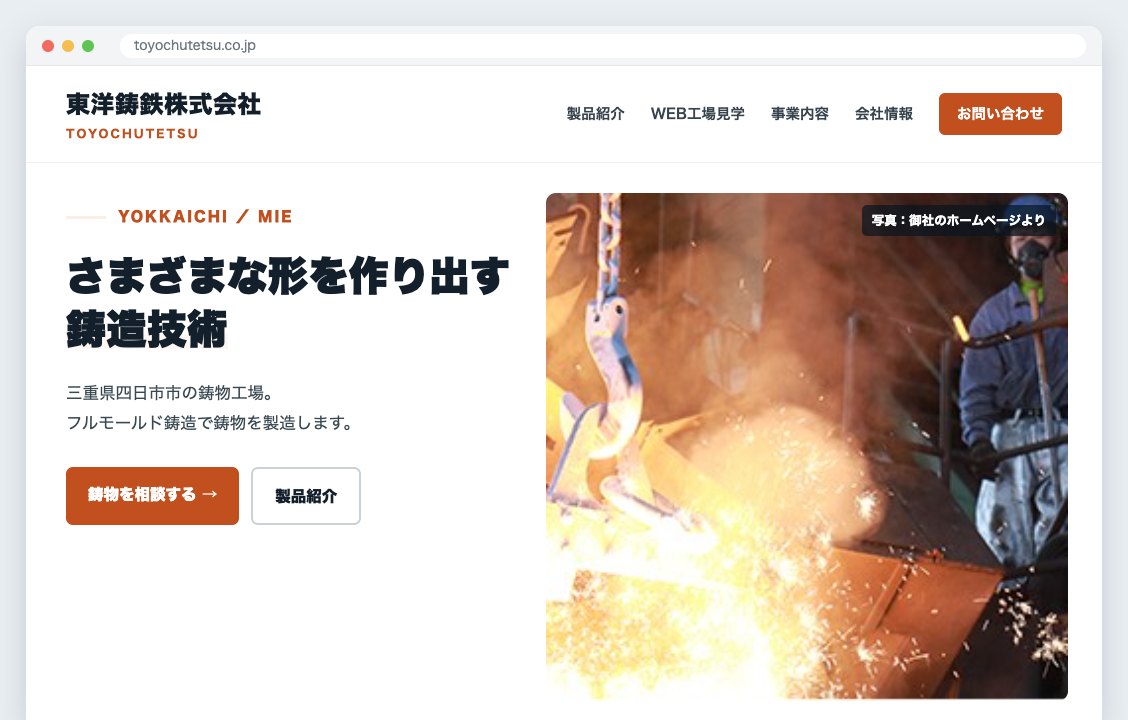 toyochutetsu.co.jp
東洋鋳鉄株式会社
TOYOCHUTETSU
製品紹介 WEB工場見学 事業内容 会社情報 お問い合わせ
YOKKAICHI ／ MIE
写真：御社のホームページより
さまざまな形を作り出す
鋳造技術
三重県四日市市の鋳物工場。
フルモールド鋳造で鋳物を製造します。
鋳物を相談する → 製品紹介